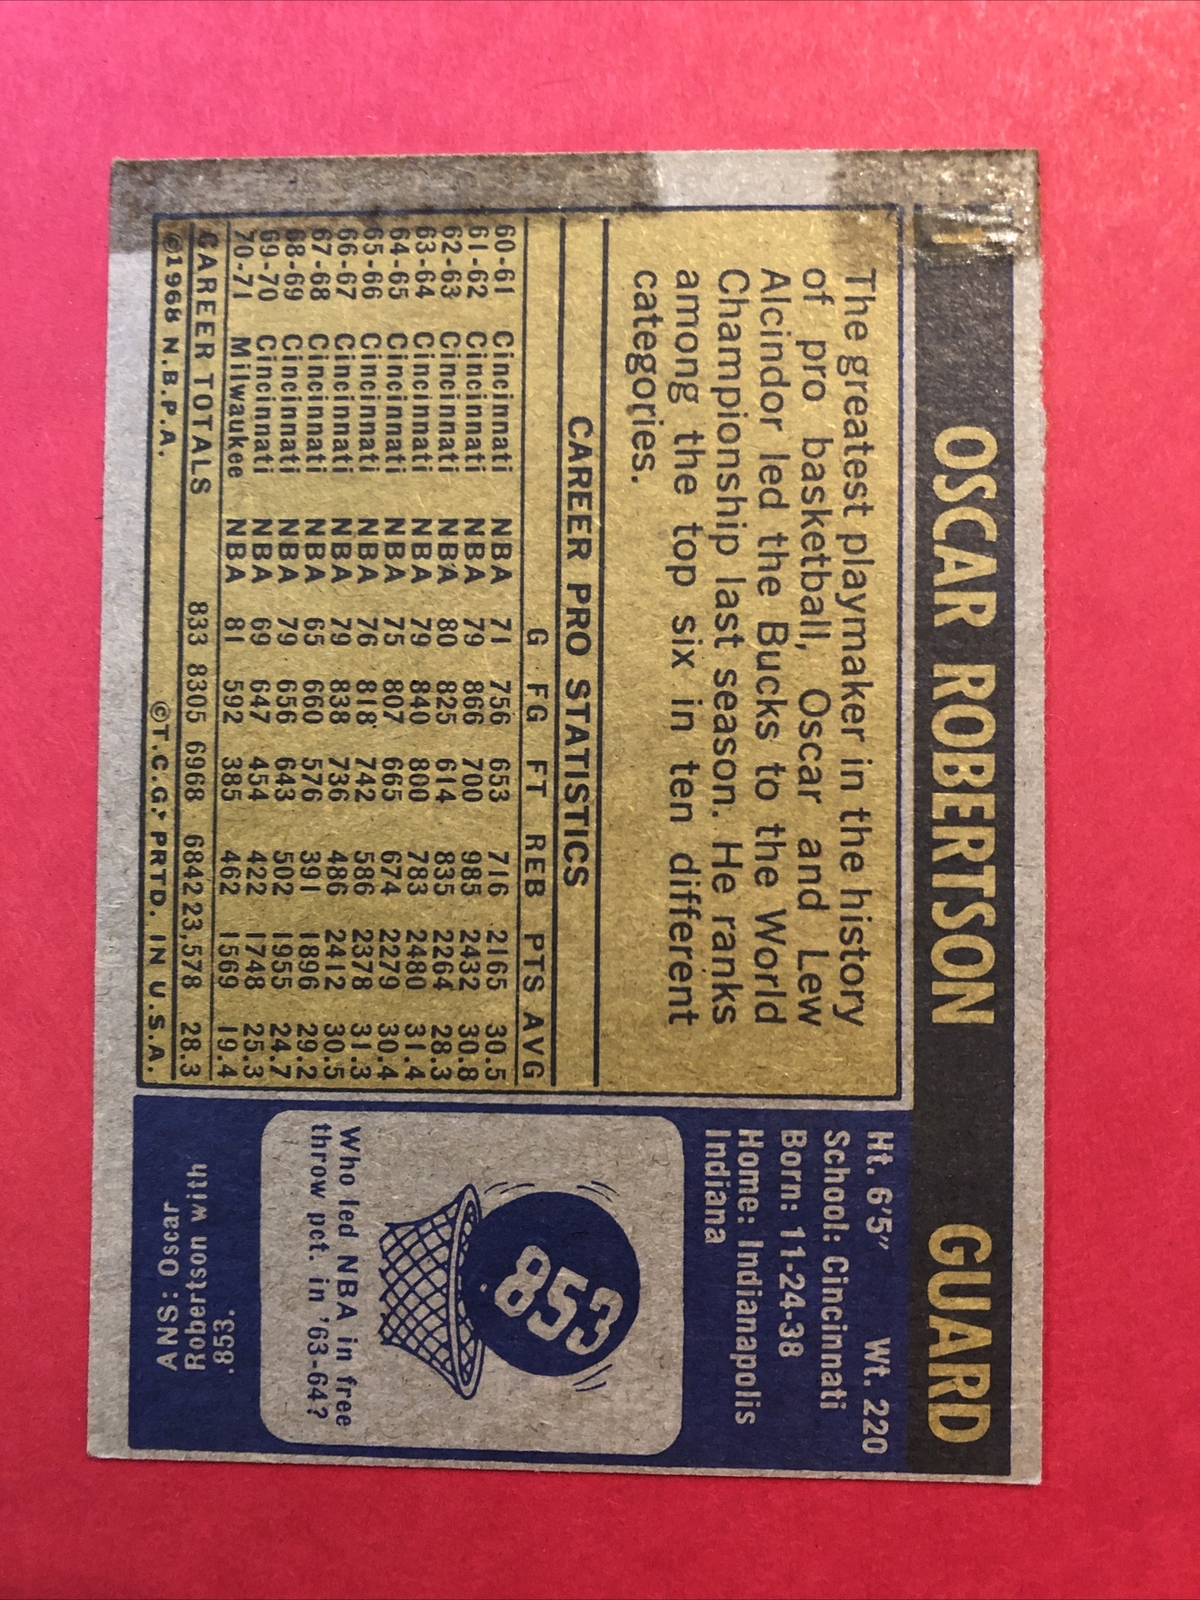 OSCAR ROBERTSON GUARD
The greatest playmaker in the history
of pro basketball, Oscar and Lew
Alcindor led the Bucks to the World
Championship last season. He ranks
among the top six in ten different
categories.
CAREER PRO STATISTICS
G FG FT REB PTS AVG
60-61 Cincinnati NBA 71 756 653 716 2165 30.5
61-62 Cincinnati NBA 79 866 700 985 2432 30.8
62-63 Cincinnati NBA 80 825 614 835 2264 28.3
63-64 Cincinnati NBA 79 840 800 783 2480 31.4
64-65 Cincinnati NBA 75 807 665 674 2279 30.4
65-66 Cincinnati NBA 76 818 742 586 2378 31.3
66-67 Cincinnati NBA 79 838 736 486 2412 30.5
67-68 Cincinnati NBA 65 660 576 391 1896 29.2
68-69 Cincinnati NBA 79 656 643 502 1955 24.7
69-70 Cincinnati NBA 69 647 454 422 1748 25.3
70-71 Milwaukee NBA 81 592 385 462 1569 19.4
CAREER TOTALS 833 8305 6968 6842 23,578 28.3
©1968 N.B.P.A. ©T.C.G. PRTD. IN U.S.A.
Ht. 6'5" Wt. 220
School: Cincinnati
Born: 11-24-38
Home: Indianapolis
Indiana
.853
Who led NBA in free
throw pct. in '63-64?
ANS: Oscar
Robertson with
.853.